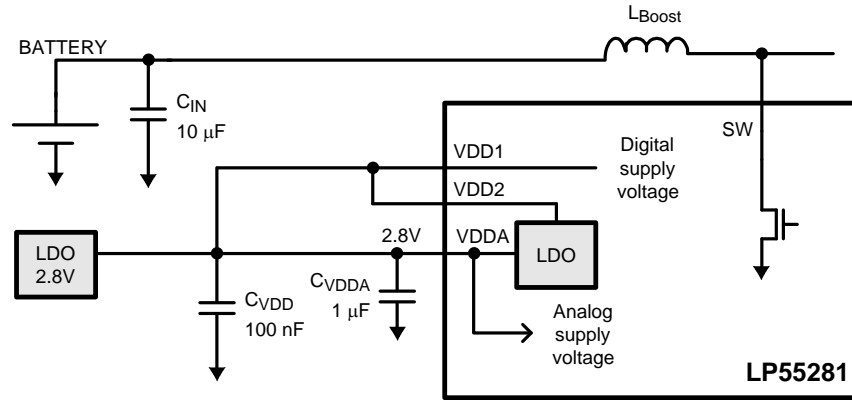 L_Boost
BATTERY
C_IN
10 μF
SW
VDD1
Digital
supply
voltage
VDD2
LDO
2.8V
2.8V
VDDA
LDO
C_VDD
100 nF
C_VDDA
1 μF
Analog
supply
voltage
LP55281